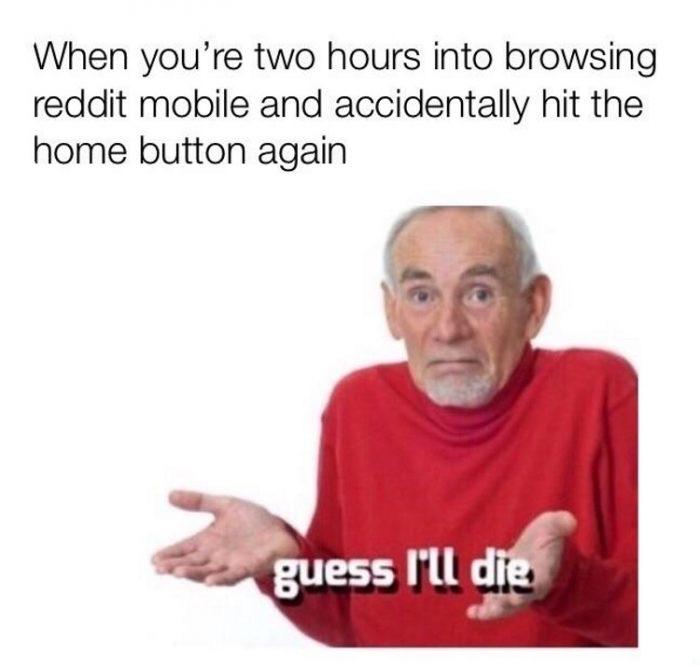 When you’re two hours into browsing
reddit mobile and accidentally hit the
home button again
guess I'll die